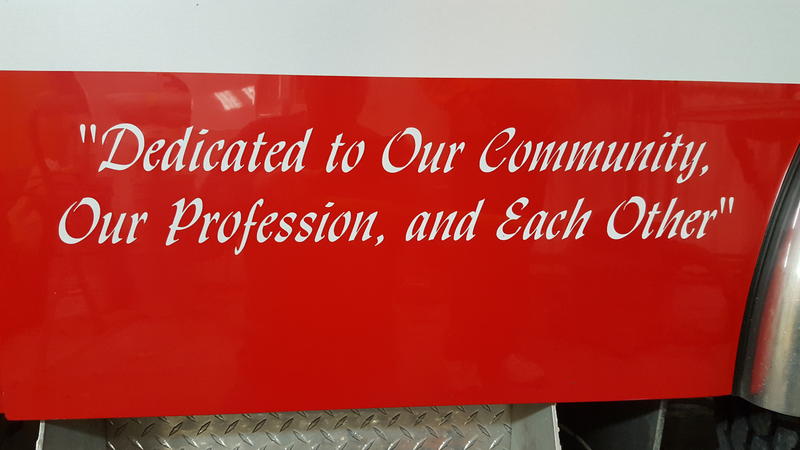 "Dedicated to Our Community,
Our Profession, and Each Other"